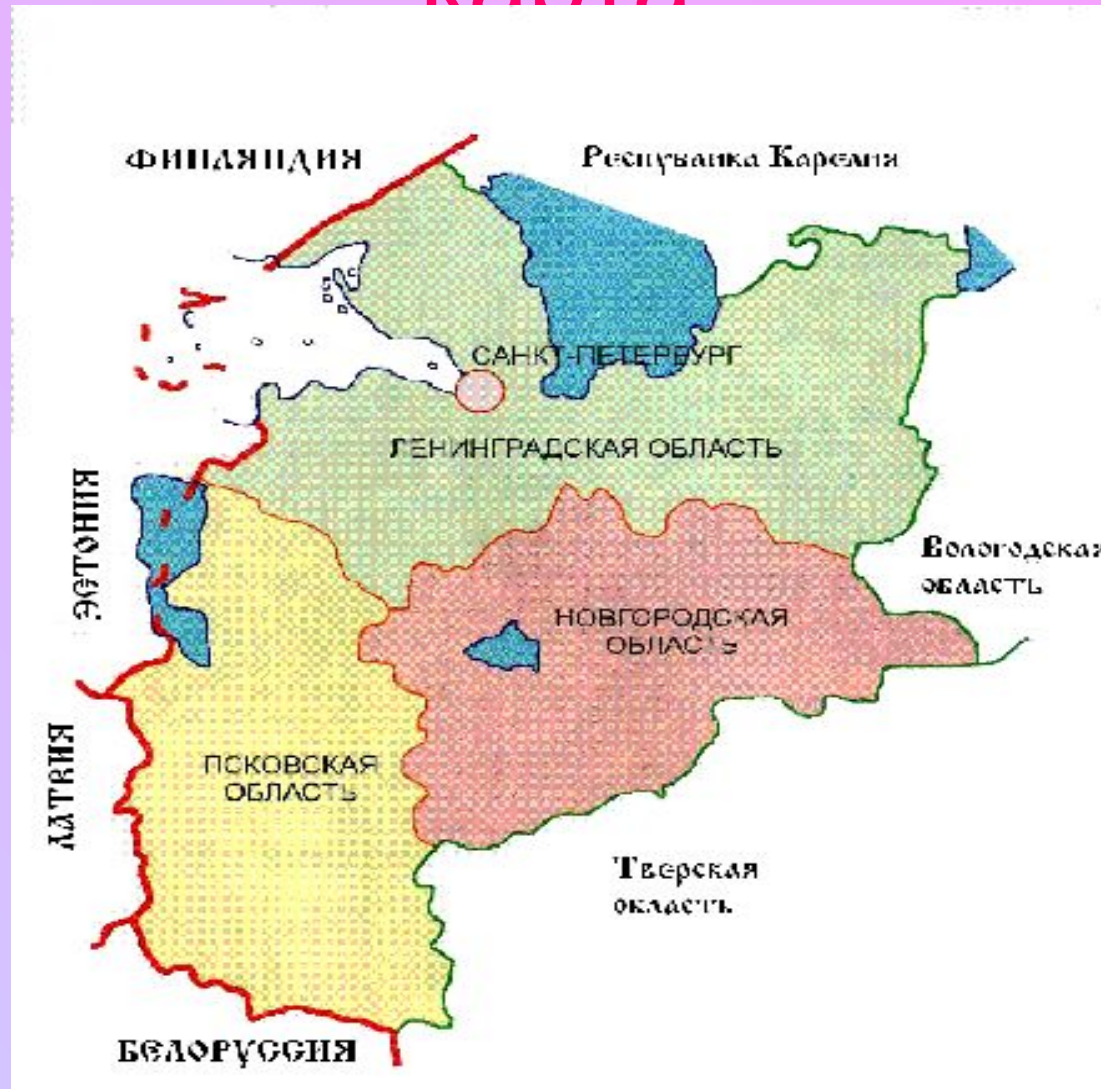 ФИНЛЯНДИЯ
Республика Карелия
САНКТ-ПЕТЕРБУРГ
ЛЕНИНГРАДСКАЯ ОБЛАСТЬ
ЭСТОНИЯ
Вологодская
область
НОВГОРОДСКАЯ
ОБЛАСТЬ
ЛАТВИЯ
ПСКОВСКАЯ
ОБЛАСТЬ
Тверская
область
БЕЛОРУССИЯ